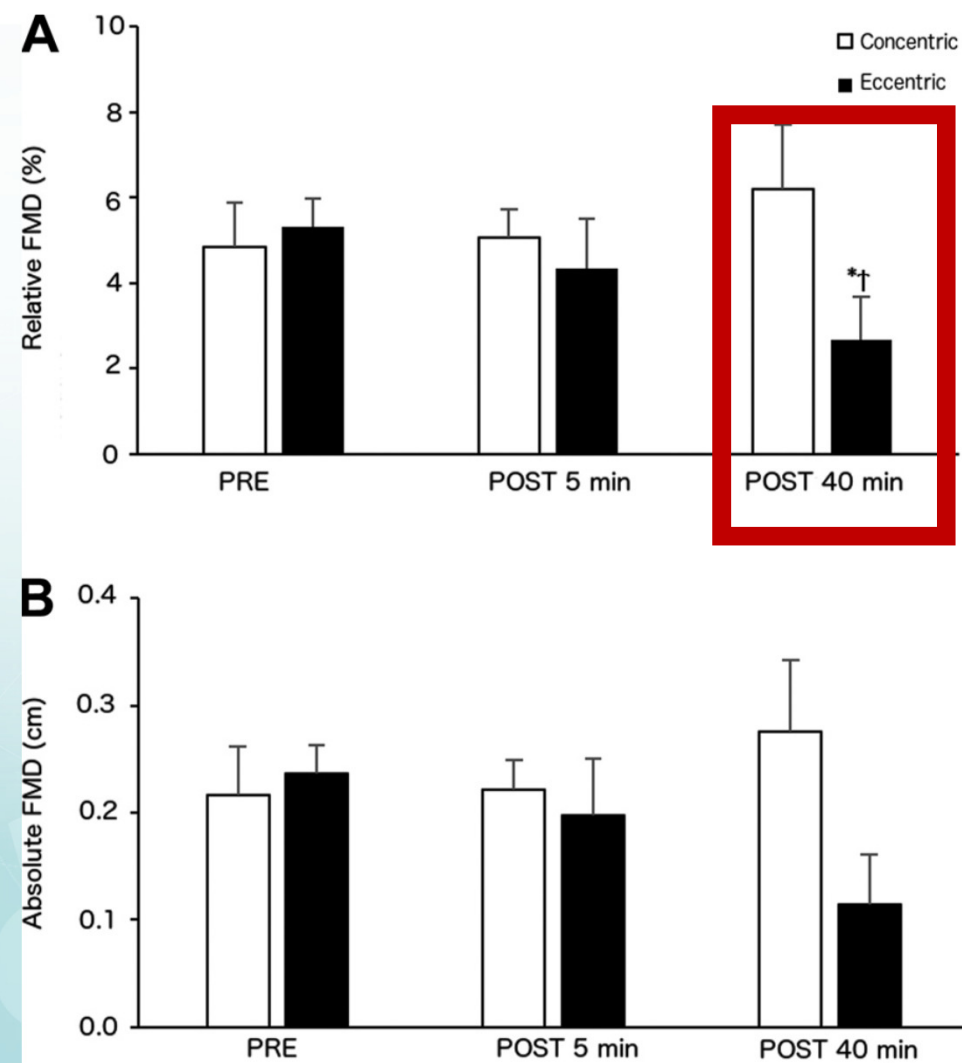 A
10
8
6
4
2
0
Relative FMD (%)
Concentric
Eccentric
*†
PRE POST 5 min POST 40 min
B
0.4
0.3
0.2
0.1
0.0
Absolute FMD (cm)
PRE POST 5 min POST 40 min